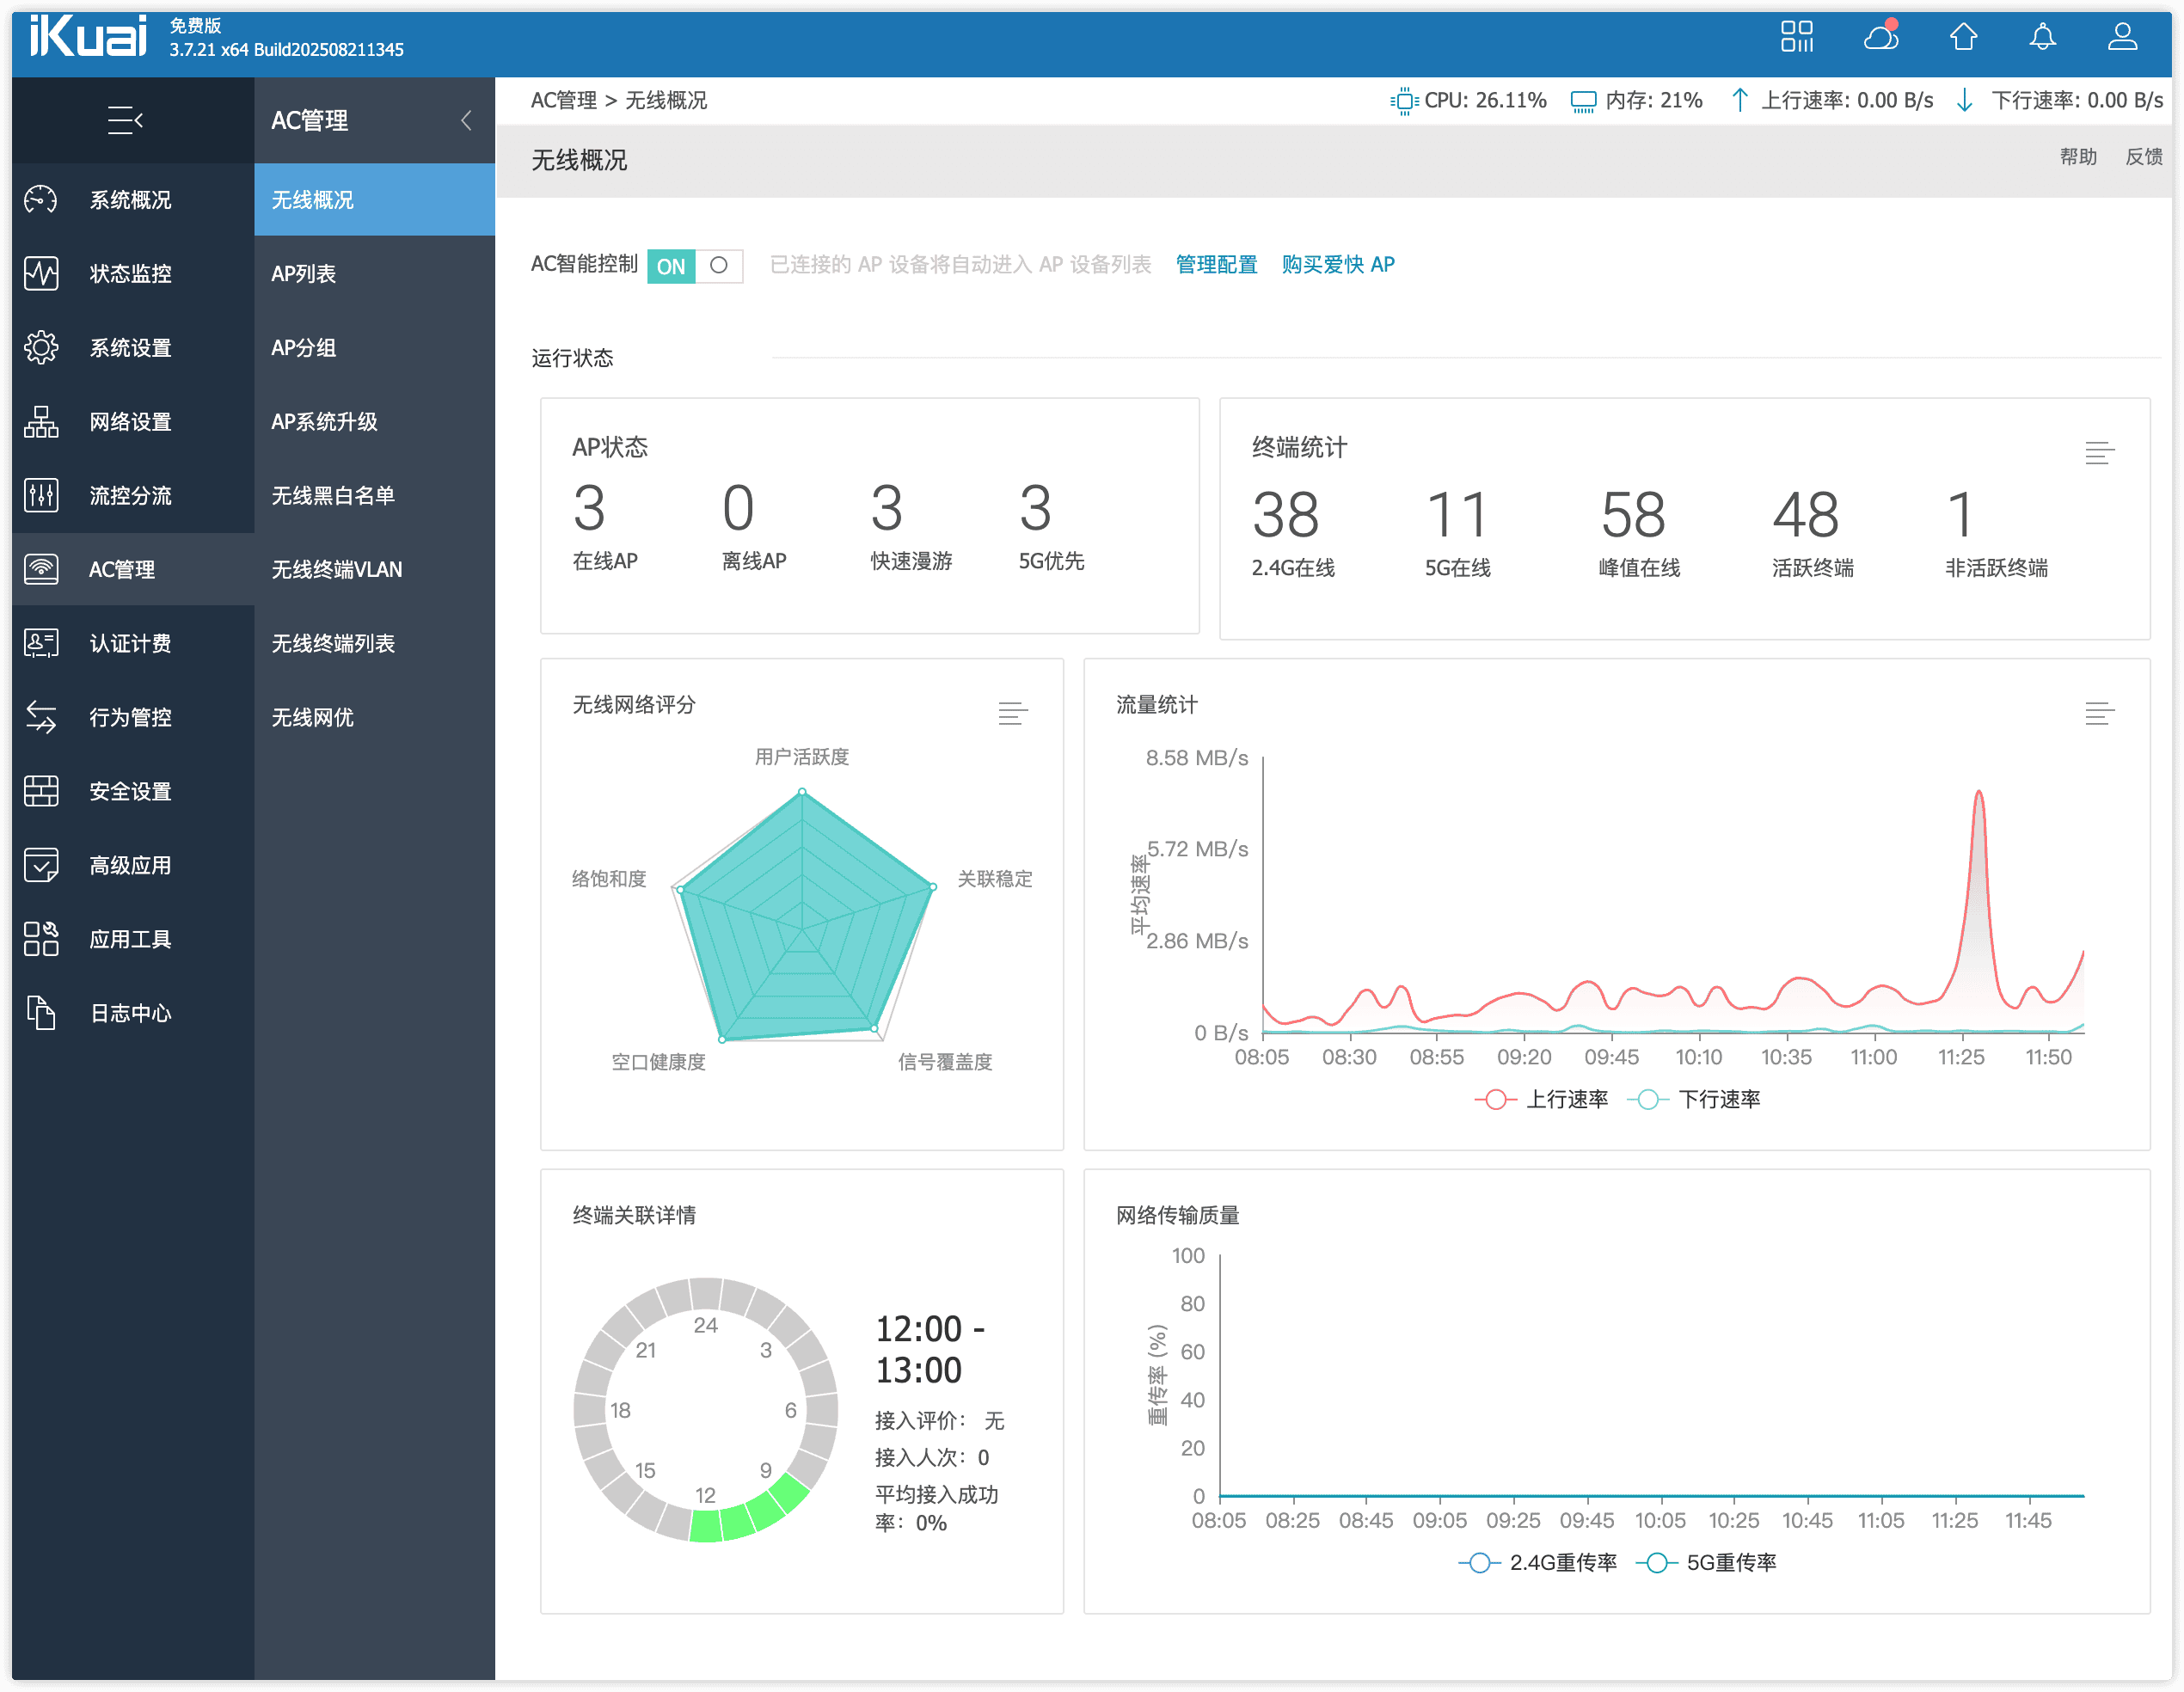 iKuai
免费版
3.7.21 x64 Build202508211345
AC管理
系统概况
状态监控
系统设置
网络设置
流控分流
AC管理
认证计费
行为管控
安全设置
高级应用
应用工具
日志中心
无线概况
AP列表
AP分组
AP系统升级
无线黑白名单
无线终端VLAN
无线终端列表
无线网优
AC管理 > 无线概况
CPU: 26.11% 内存: 21% 上行速率: 0.00 B/s 下行速率: 0.00 B/s
无线概况
帮助 反馈
AC智能控制 ON 已连接的 AP 设备将自动进入 AP 设备列表 管理配置 购买爱快 AP
运行状态
AP状态
3 0 3 3
在线AP 离线AP 快速漫游 5G优先
终端统计
38 11 58 48 1
2.4G在线 5G在线 峰值在线 活跃终端 非活跃终端
无线网络评分
用户活跃度
络饱和度 关联稳定
空口健康度 信号覆盖度
流量统计
平均速率
8.58 MB/s
5.72 MB/s
2.86 MB/s
0 B/s
08:05 08:30 08:55 09:20 09:45 10:10 10:35 11:00 11:25 11:50
上行速率 下行速率
终端关联详情
24
21 3
18 6
15 9
12
12:00 -
13:00
接入评价： 无
接入人次：0
平均接入成功
率：0%
网络传输质量
重传率 (%)
100
80
60
40
20
0
08:05 08:25 08:45 09:05 09:25 09:45 10:05 10:25 10:45 11:05 11:25 11:45
2.4G重传率 5G重传率